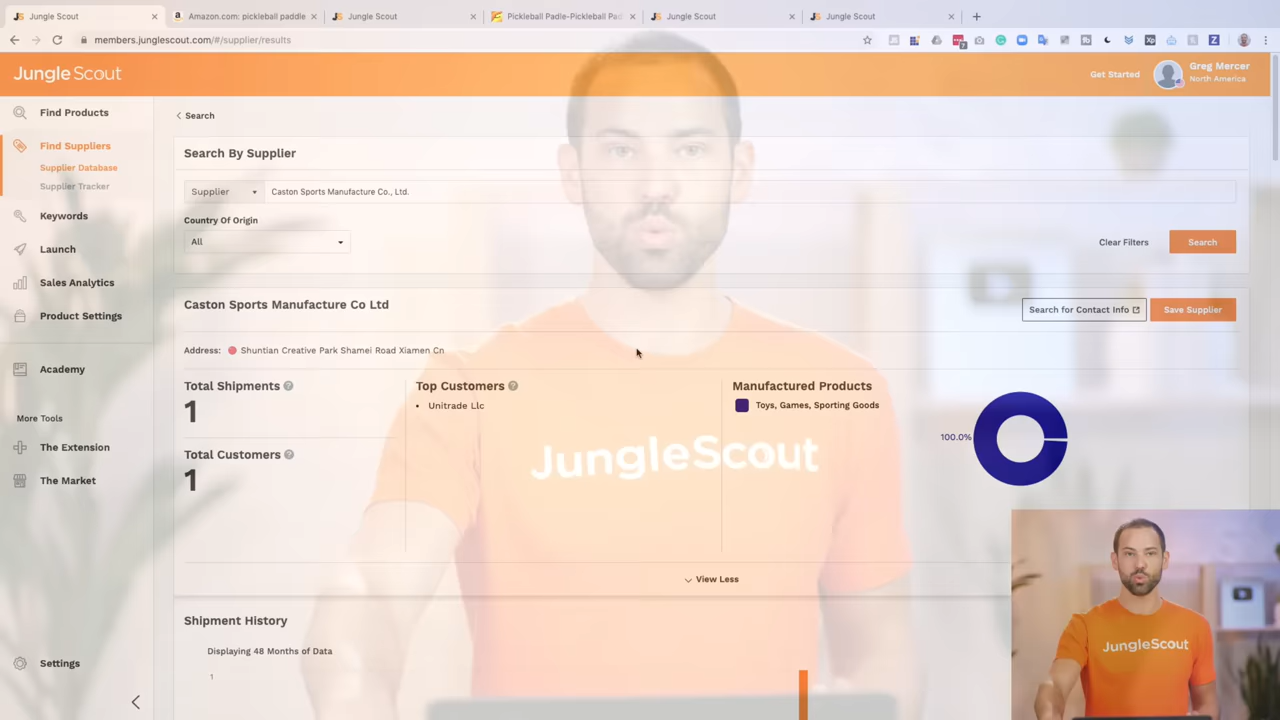 Jungle Scout
Amazon.com: pickleball paddle
Jungle Scout
Pickleball Padle-Pickleball Pad
Jungle Scout
Jungle Scout
members.junglescout.com/#/supplier/results
Jungle Scout
Get Started
Greg Mercer
North America
Find Products
Find Suppliers
Supplier Database
Supplier Tracker
Keywords
Launch
Sales Analytics
Product Settings
Academy
More Tools
The Extension
The Market
Settings
Search
Search By Supplier
Supplier
Caston Sports Manufacture Co., Ltd.
Country Of Origin
All
Clear Filters
Search
Caston Sports Manufacture Co Ltd
Search for Contact Info
Save Supplier
Address: Shuntian Creative Park Shamei Road Xiamen Cn
Total Shipments
1
Total Customers
1
Top Customers
• Unitrade Llc
Manufactured Products
Toys, Games, Sporting Goods
100.0%
JungleScout
View Less
Shipment History
Displaying 48 Months of Data
1
JungleScout